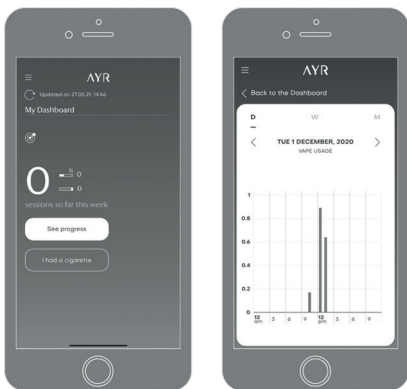 AYR
Updated on 27.05.21, 14:46
My Dashboard
0
0
0
sessions so far this week.
See progress
I had a cigarette
AYR
Back to the Dashboard
D W M
TUE 1 DECEMBER, 2020
VAPE USAGE
1
0.8
0.6
0.4
0.2
0
12 3 6 9 12 3 6 9
am pm